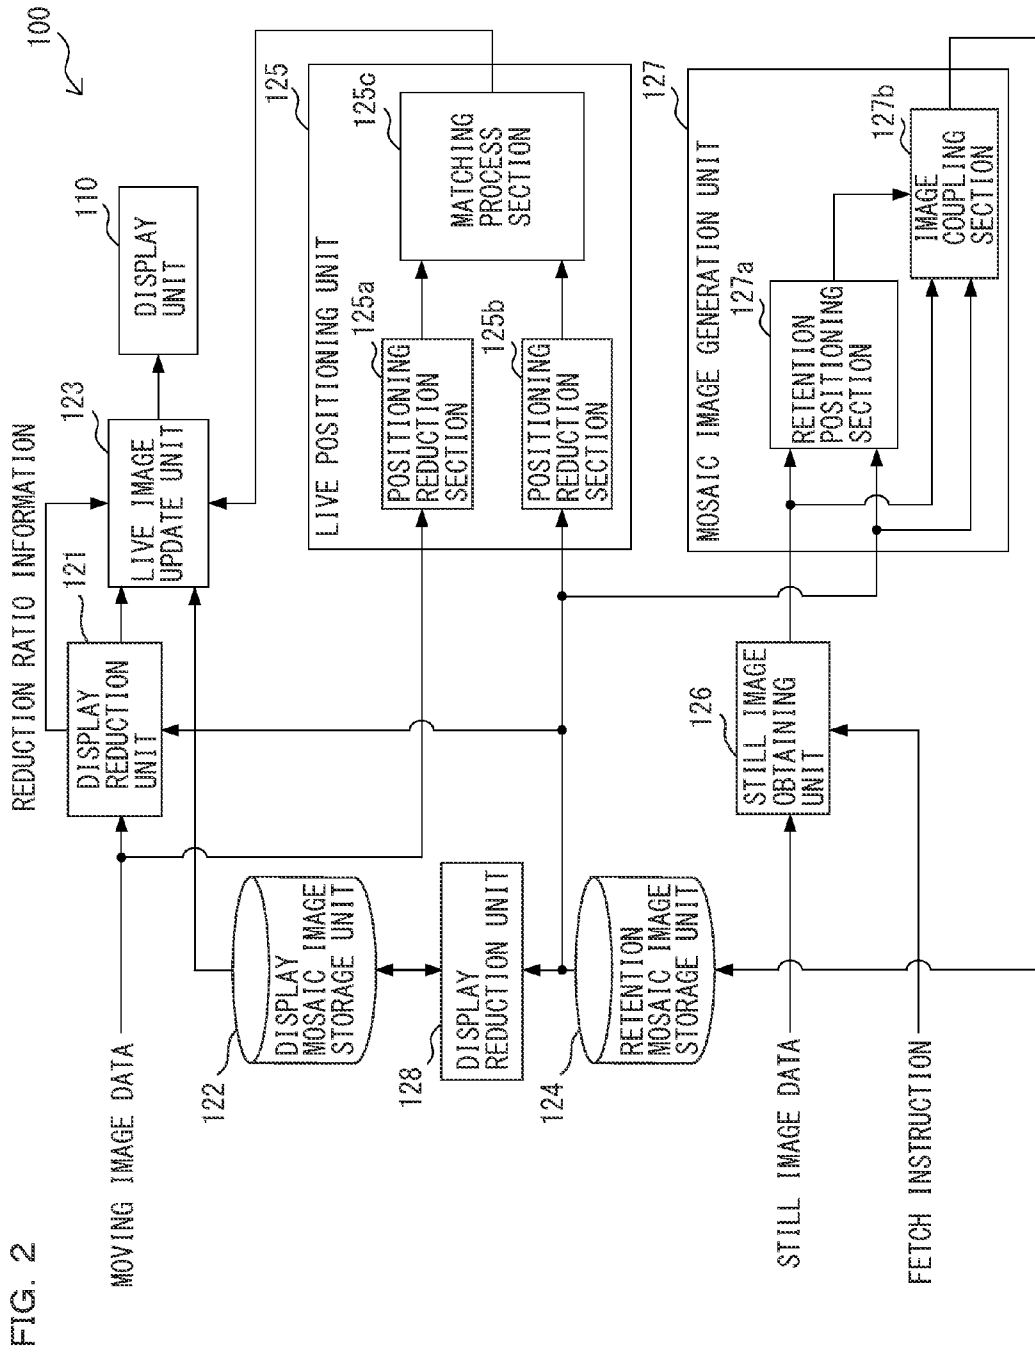 FIG. 2
100
MOVING IMAGE DATA
REDUCTION RATIO INFORMATION
121
DISPLAY
REDUCTION
UNIT
123
LIVE IMAGE
UPDATE UNIT
110
DISPLAY
UNIT
122
DISPLAY
MOSAIC IMAGE
STORAGE UNIT
128
DISPLAY
REDUCTION UNIT
124
RETENTION
MOSAIC IMAGE
STORAGE UNIT
125
LIVE POSITIONING UNIT
125a
POSITIONING
REDUCTION
SECTION
125b
POSITIONING
REDUCTION
SECTION
125c
MATCHING
PROCESS
SECTION
STILL IMAGE DATA
FETCH INSTRUCTION
126
STILL IMAGE
OBTAINING
UNIT
127
MOSAIC IMAGE GENERATION UNIT
127a
RETENTION
POSITIONING
SECTION
127b
IMAGE
COUPLING
SECTION